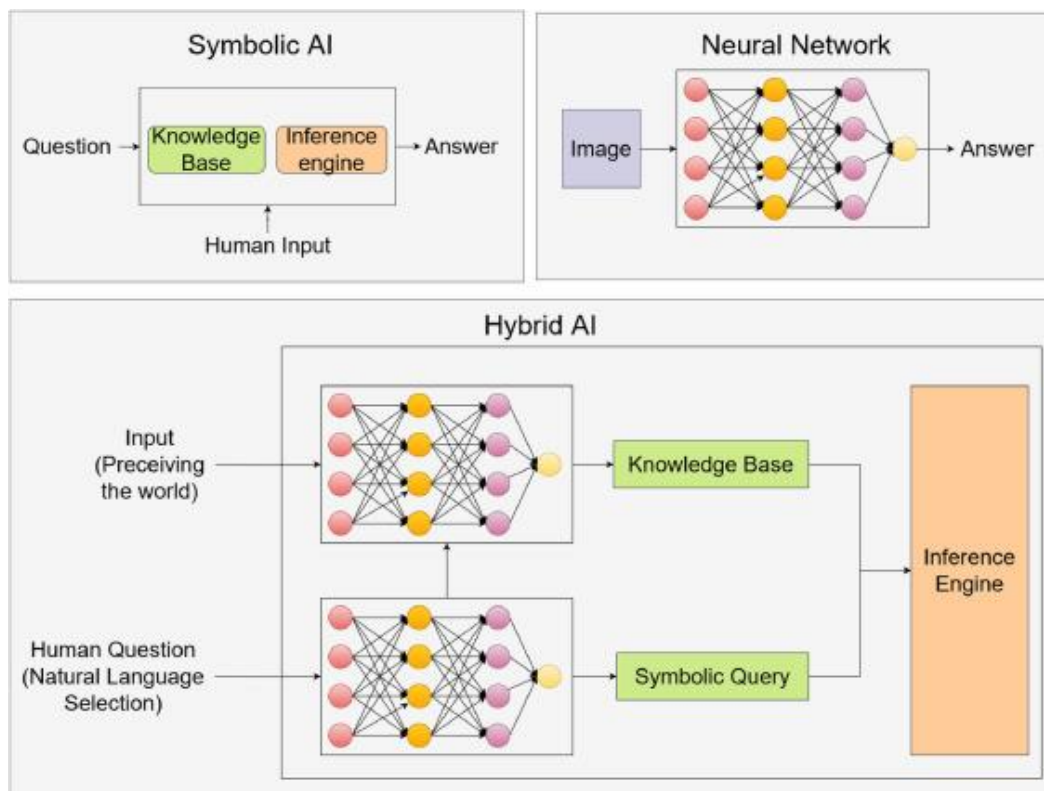 Symbolic AI
Question
Knowledge
Base
Inference
engine
Answer
Human Input
Neural Network
Image
Answer
Hybrid AI
Input
(Preceiving
the world)
Knowledge Base
Human Question
(Natural Language
Selection)
Symbolic Query
Inference
Engine